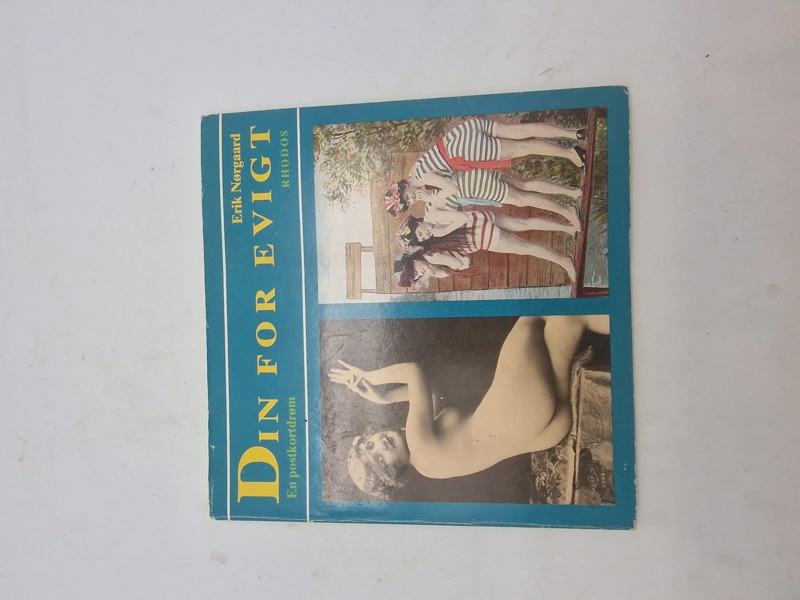 Erik Nørgaard
DIN FOR EVIGT
En postkortdrøm
RHODOS